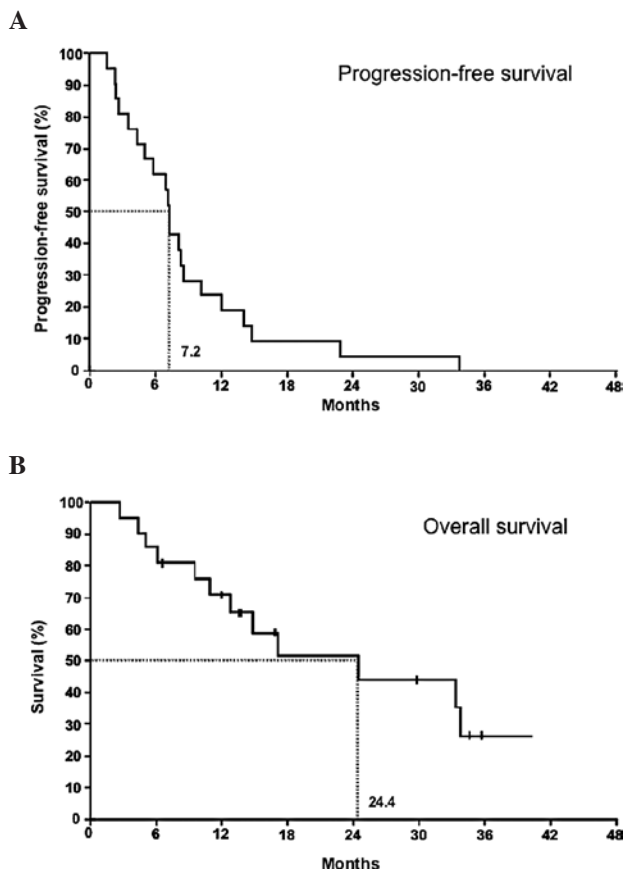 A
Progression-free survival
Progression-free survival (%)
100
90
80
70
60
50
40
30
20
10
0
7.2
0 6 12 18 24 30 36 42 48
Months
B
Overall survival
Survival (%)
100
90
80
70
60
50
40
30
20
10
0
24.4
0 6 12 18 24 30 36 42 48
Months